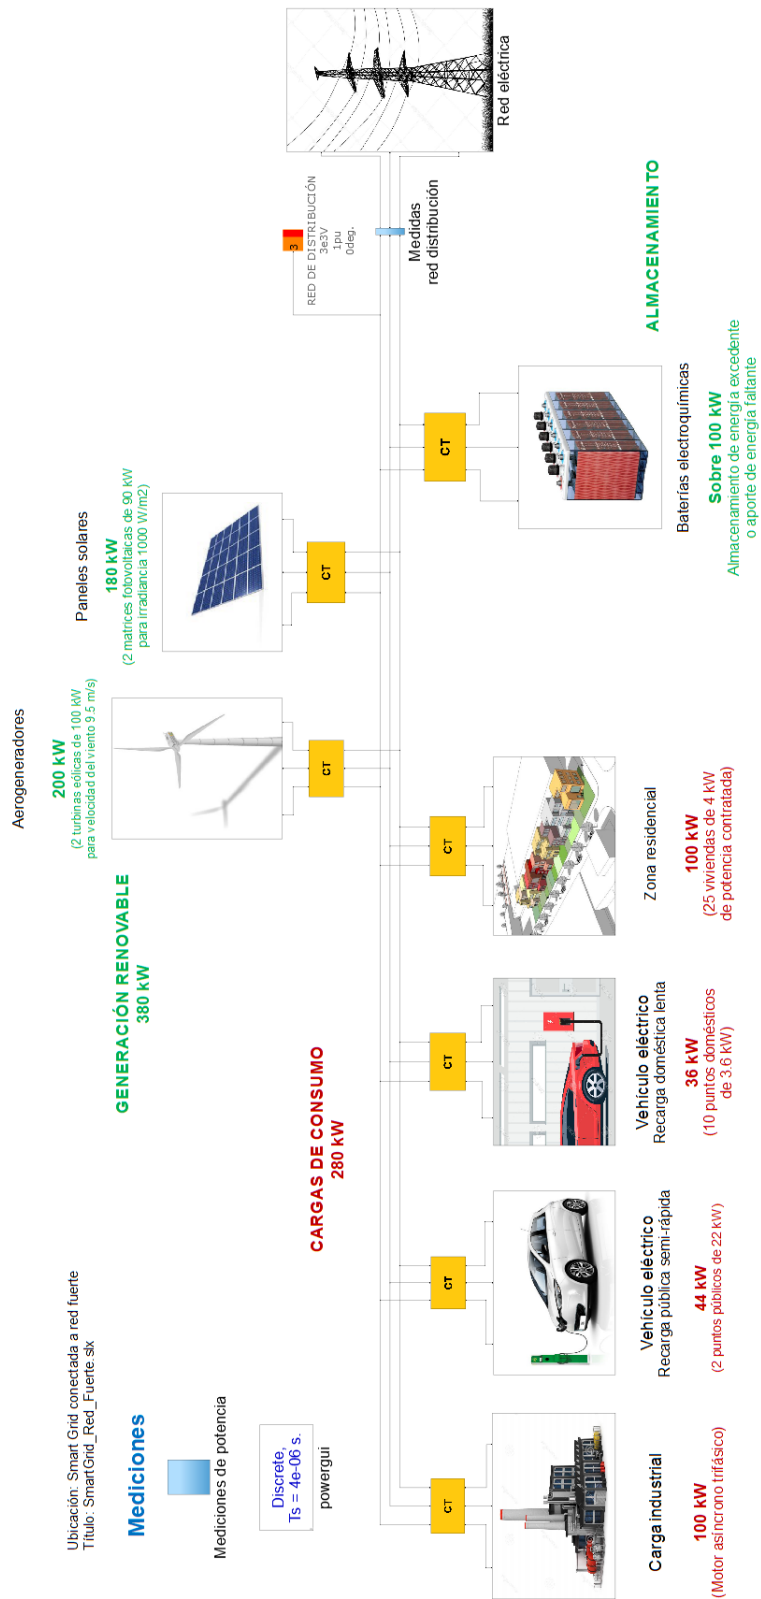 Ubicación: Smart Grid conectada a red fuerte
Título: SmartGrid_Red_Fuerte.slx
Mediciones
Mediciones de potencia
Discrete,
Ts = 4e-06 s.
powergui
GENERACIÓN RENOVABLE
380 kW
Aerogeneradores
200 kW
(2 turbinas eólicas de 100 kW
para velocidad del viento 9.5 m/s)
CT
Paneles solares
180 kW
(2 matrices fotovoltaicas de 90 kW
para irradiancia 1000 W/m2)
CT
3
RED DE DISTRIBUCIÓN
3e3V
1pu
0deg.
Medidas
red distribución
Red eléctrica
CARGAS DE CONSUMO
280 kW
CT
Carga industrial
100 kW
(Motor asíncrono trifásico)
CT
Vehículo eléctrico
Recarga pública semi-rápida
44 kW
(2 puntos públicos de 22 kW)
CT
Vehículo eléctrico
Recarga doméstica lenta
36 kW
(10 puntos domésticos
de 3.6 kW)
CT
Zona residencial
100 kW
(25 viviendas de 4 kW
de potencia contratada)
CT
Baterías electroquímicas
Sobre 100 kW
Almacenamiento de energía excedente
o aporte de energía faltante
ALMACENAMIENTO